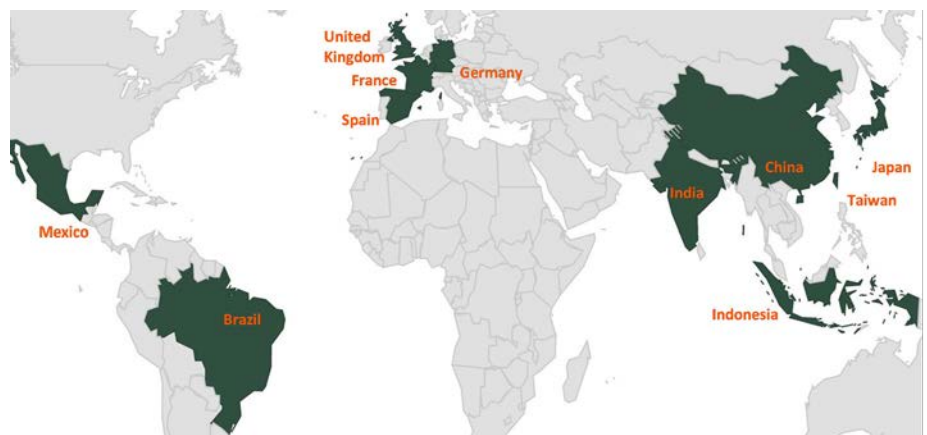 United
Kingdom
France
Germany
Spain
China
Japan
India
Taiwan
Mexico
Indonesia
Brazil